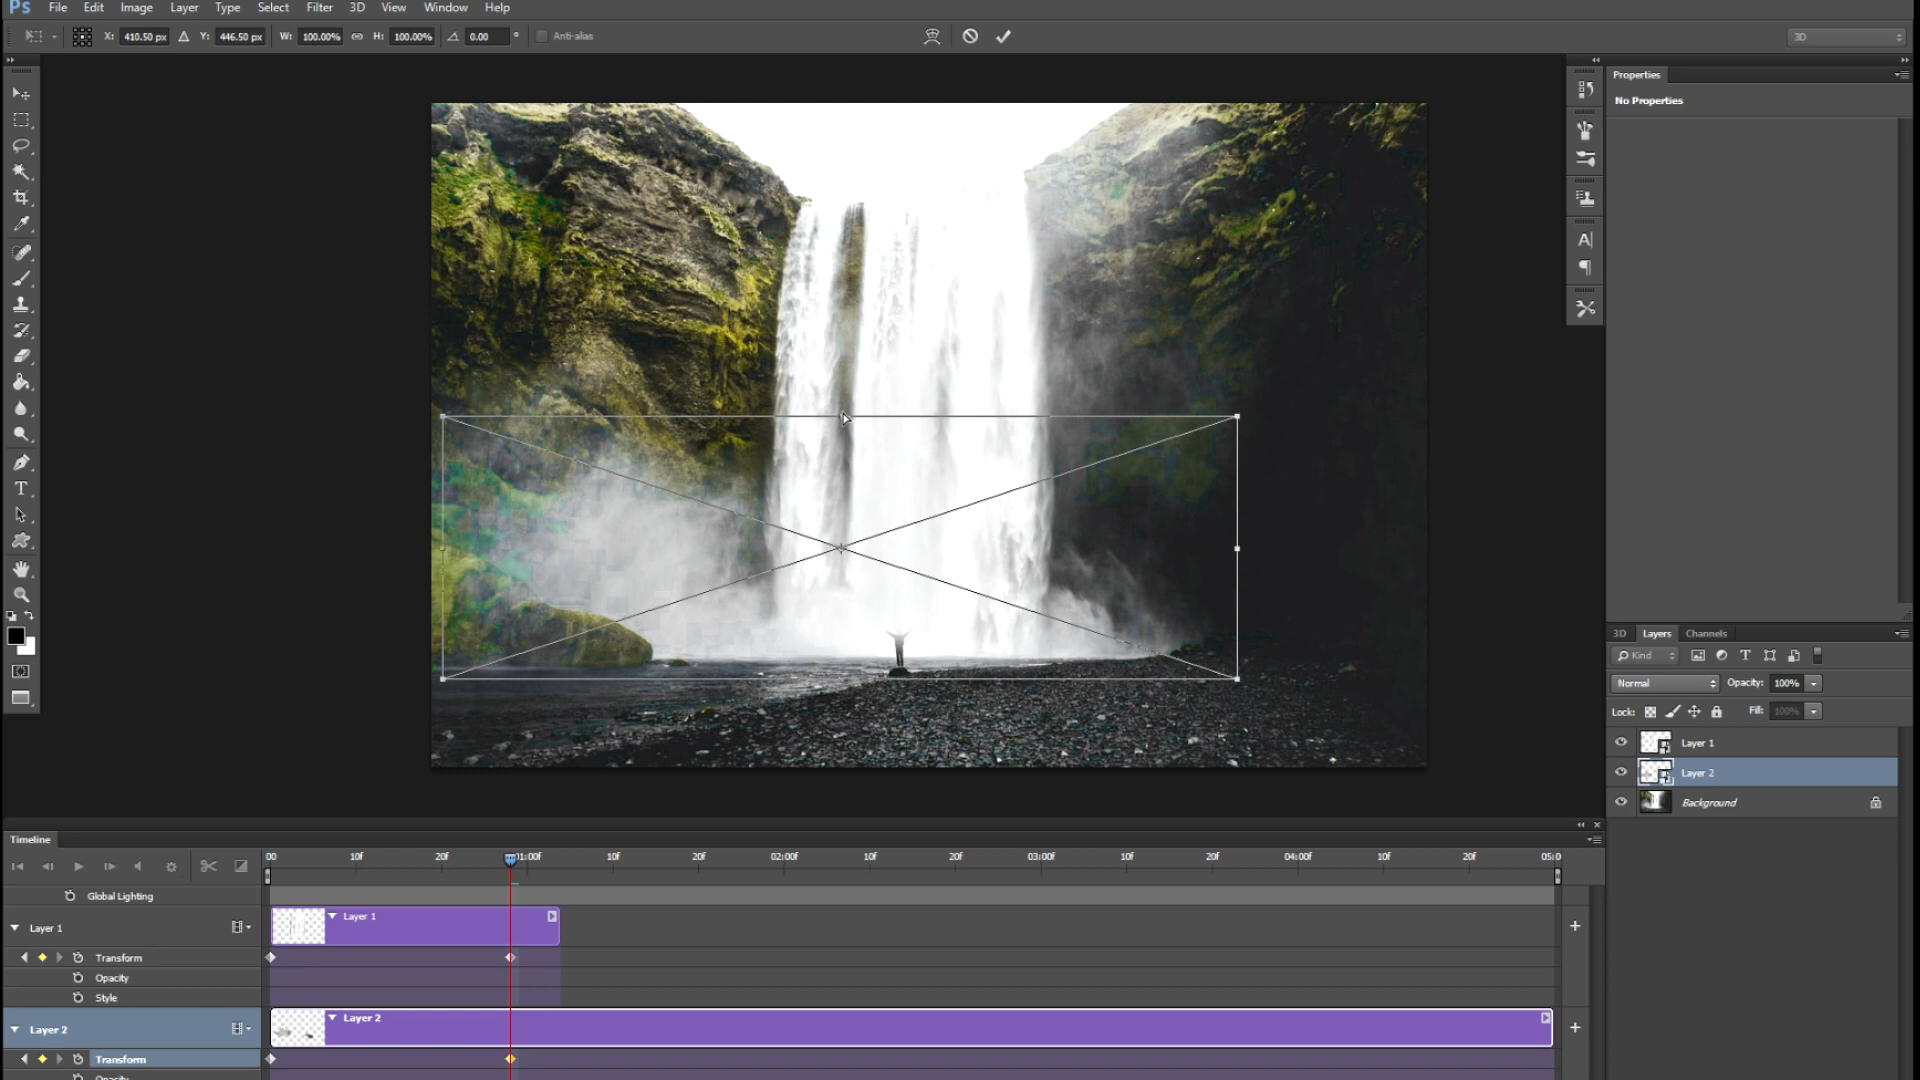 Ps File Edit Image Layer Type Select Filter 3D View Window Help
X: 410.50 px Y: 446.50 px W: 100.00% H: 100.00% 0.00 ° Anti-alias 3D
Properties
No Properties
3D Layers Channels
Kind
Normal Opacity: 100%
Lock: Fill: 100%
Layer 1
Layer 2
Background
Timeline
00 10f 20f 01:00f 10f 20f 02:00f 10f 20f 03:00f 10f 20f 04:00f 10f 20f 05:0
Global Lighting
Layer 1 Layer 1
Transform
Opacity
Style
Layer 2 Layer 2
Transform
Opacity